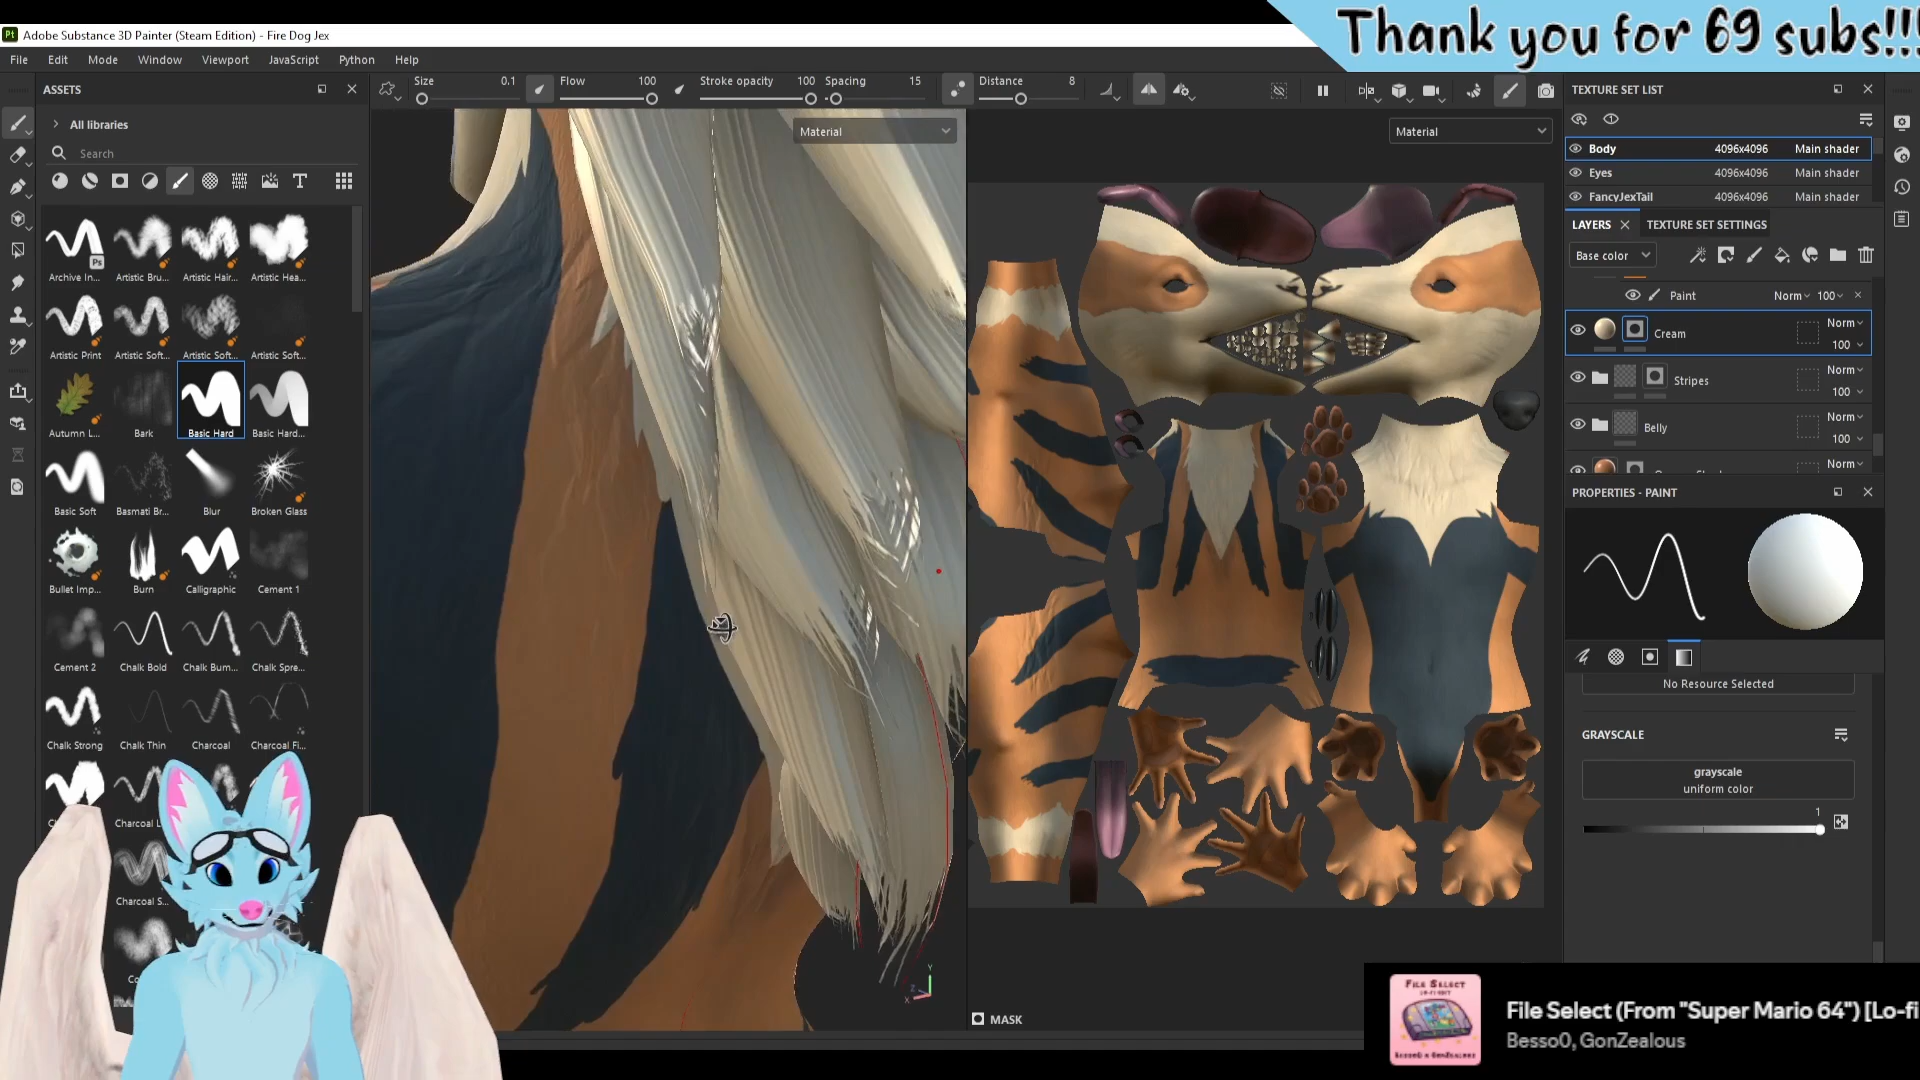 Thank you for 69 subs!!!
Pt Adobe Substance 3D Painter (Steam Edition) - Fire Dog Jex
File Edit Mode Window Viewport JavaScript Python Help
ASSETS
Size 0.1 Flow 100 Stroke opacity 100 Spacing 15 Distance 8
All libraries
Search
Archive In... Artistic Bru... Artistic Hair... Artistic Hea...
Ps
Artistic Print Artistic Soft... Artistic Soft... Artistic Soft...
Autumn L... Bark Basic Hard Basic Hard...
Basic Soft Basmati Br... Blur Broken Glass
Bullet Imp... Burn Calligraphic Cement 1
Cement 2 Chalk Bold Chalk Bum... Chalk Spre...
Chalk Strong Chalk Thin Charcoal Charcoal Fi...
Charcoal L
Charcoal S...
Material
Y
Z
X
Material
MASK
TEXTURE SET LIST
Body 4096x4096 Main shader
Eyes 4096x4096 Main shader
FancyJexTail 4096x4096 Main shader
LAYERS TEXTURE SET SETTINGS
Base color
Paint Norm 100
Cream Norm 100
Stripes Norm 100
Belly Norm 100
Norm
PROPERTIES - PAINT
No Resource Selected
GRAYSCALE
grayscale
uniform color
1
FILE SELECT
File Select (From "Super Mario 64") [Lo-fi
Besso0, GonZealous